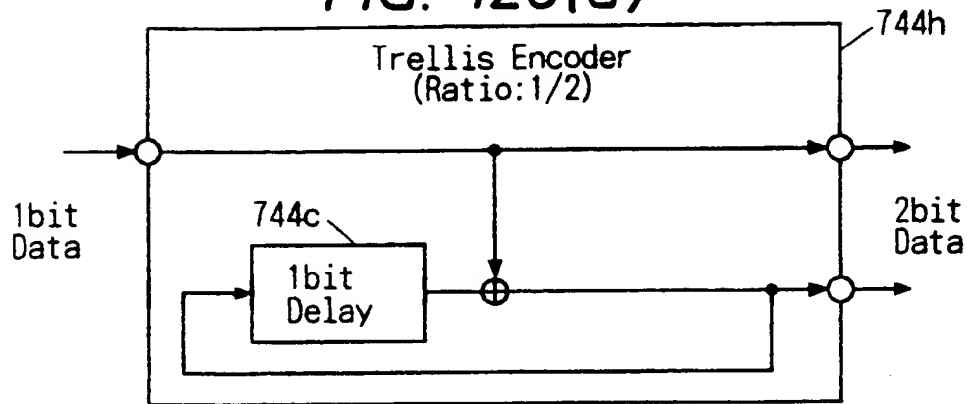 744h
Trellis Encoder
(Ratio:1/2)
1bit
Data
744c
1bit
Delay
2bit
Data